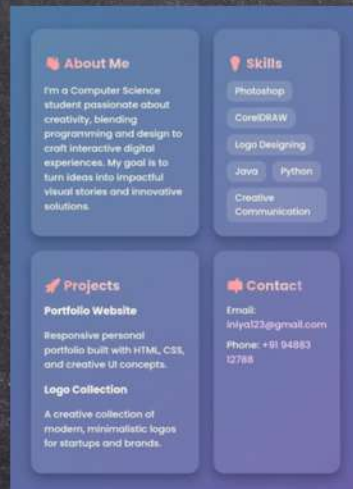 About Me
I'm a Computer Science
student passionate about
creativity, blending
programming and design to
craft interactive digital
experiences. My goal is to
turn ideas into impactful
visual stories and innovative
solutions.
Skills
Photoshop
CorelDRAW
Logo Designing
Java Python
Creative
Communication
Projects
Portfolio Website
Responsive personal
portfolio built with HTML, CSS,
and creative UI concepts.
Logo Collection
A creative collection of
modern, minimalistic logos
for startups and brands.
Contact
Email:
iniya123@gmail.com
Phone: +91 94883
12788